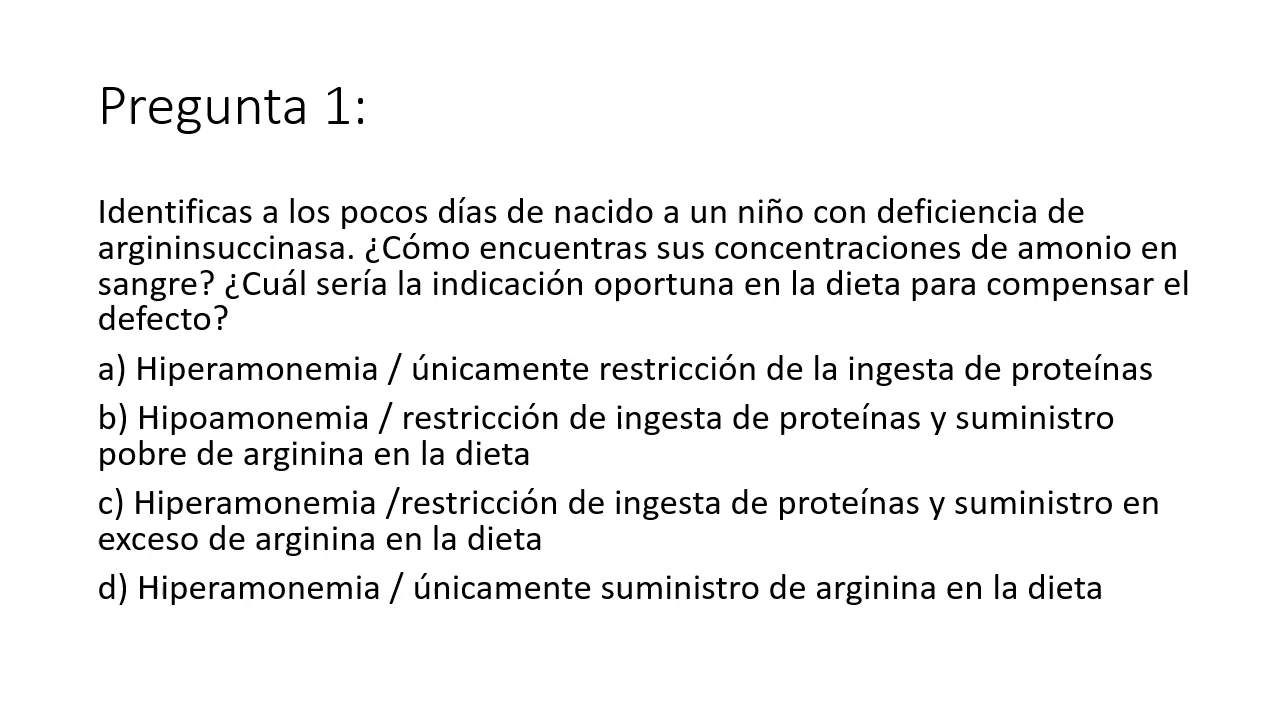 Pregunta 1:
Identificas a los pocos días de nacido a un niño con deficiencia de
argininsuccinasa. ¿Cómo encuentras sus concentraciones de amonio en
sangre? ¿Cuál sería la indicación oportuna en la dieta para compensar el
defecto?
a) Hiperamonemia / únicamente restricción de la ingesta de proteínas
b) Hipoamonemia / restricción de ingesta de proteínas y suministro
pobre de arginina en la dieta
c) Hiperamonemia /restricción de ingesta de proteínas y suministro en
exceso de arginina en la dieta
d) Hiperamonemia / únicamente suministro de arginina en la dieta